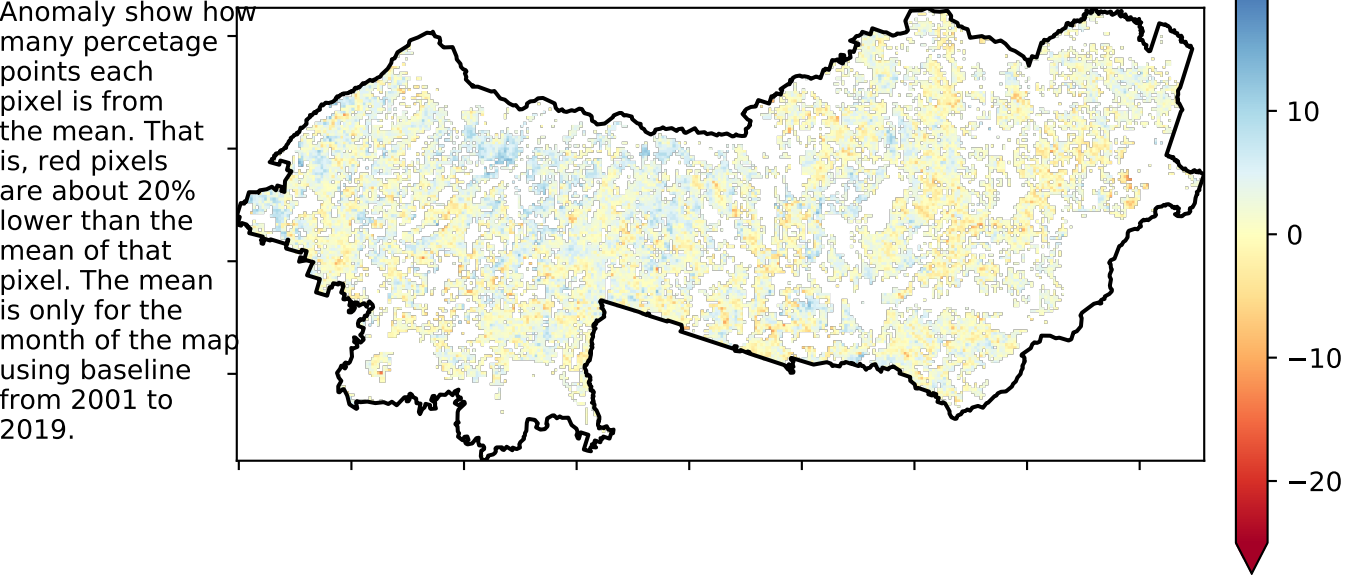 Anomaly show how
many percetage
points each
pixel is from
the mean. That
is, red pixels
are about 20%
lower than the
mean of that
pixel. The mean
is only for the
month of the map
using baseline
from 2001 to
2019.
10
0
−10
−20